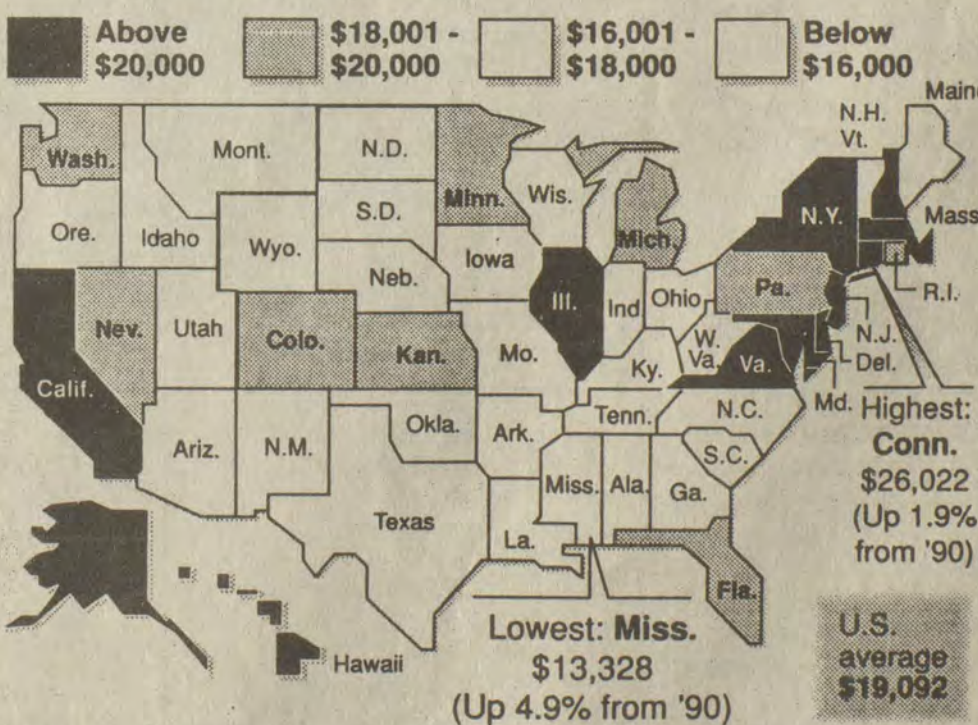 Above
$20,000
$18,001 -
$20,000
$16,001 -
$18,000
Below
$16,000
Maine
N.H.
Vt.
Wash.
Mont.
N.D.
Minn.
Wis.
Mich.
N.Y.
Mass
Ore.
Idaho
Wyo.
S.D.
Iowa
Neb.
Ill.
Ind
Ohio
Pa.
R.I.
N.J.
Del.
Md.
Nev.
Utah
Colo.
Kan.
Mo.
Ky.
W.
Va.
Va.
Calif.
Ariz.
N.M.
Okla.
Ark.
Tenn.
N.C.
S.C.
Texas
La.
Miss.
Ala.
Ga.
Fla.
Hawaii
Highest:
Conn.
$26,022
(Up 1.9%
from '90)
Lowest: Miss.
$13,328
(Up 4.9% from '90)
U.S.
average
$19,092